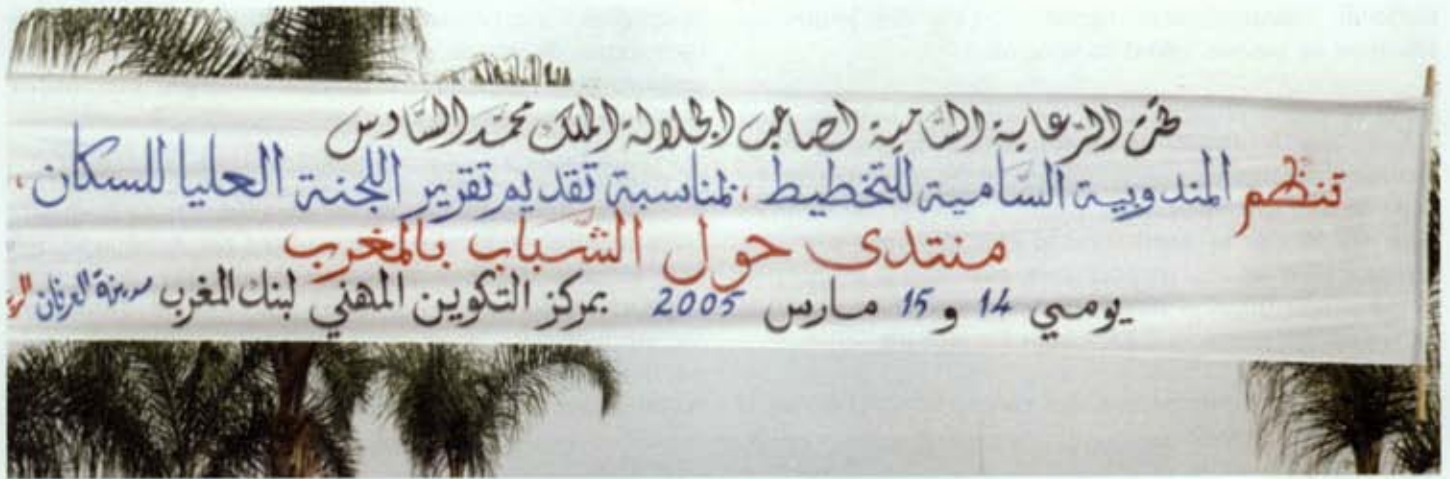 تحت الرعاية السامية لصاحب الجلالة الملك محمد السادس
تنظم المندوبية السامية للتخطيط، بمناسبة تقديم تقرير اللجنة العليا للسكان،
منتدى حول الشباب بالمغرب
يومي 14 و 15 مارس 2005 بمركز التكوين المهني لبنك المغرب مدينة العرفان